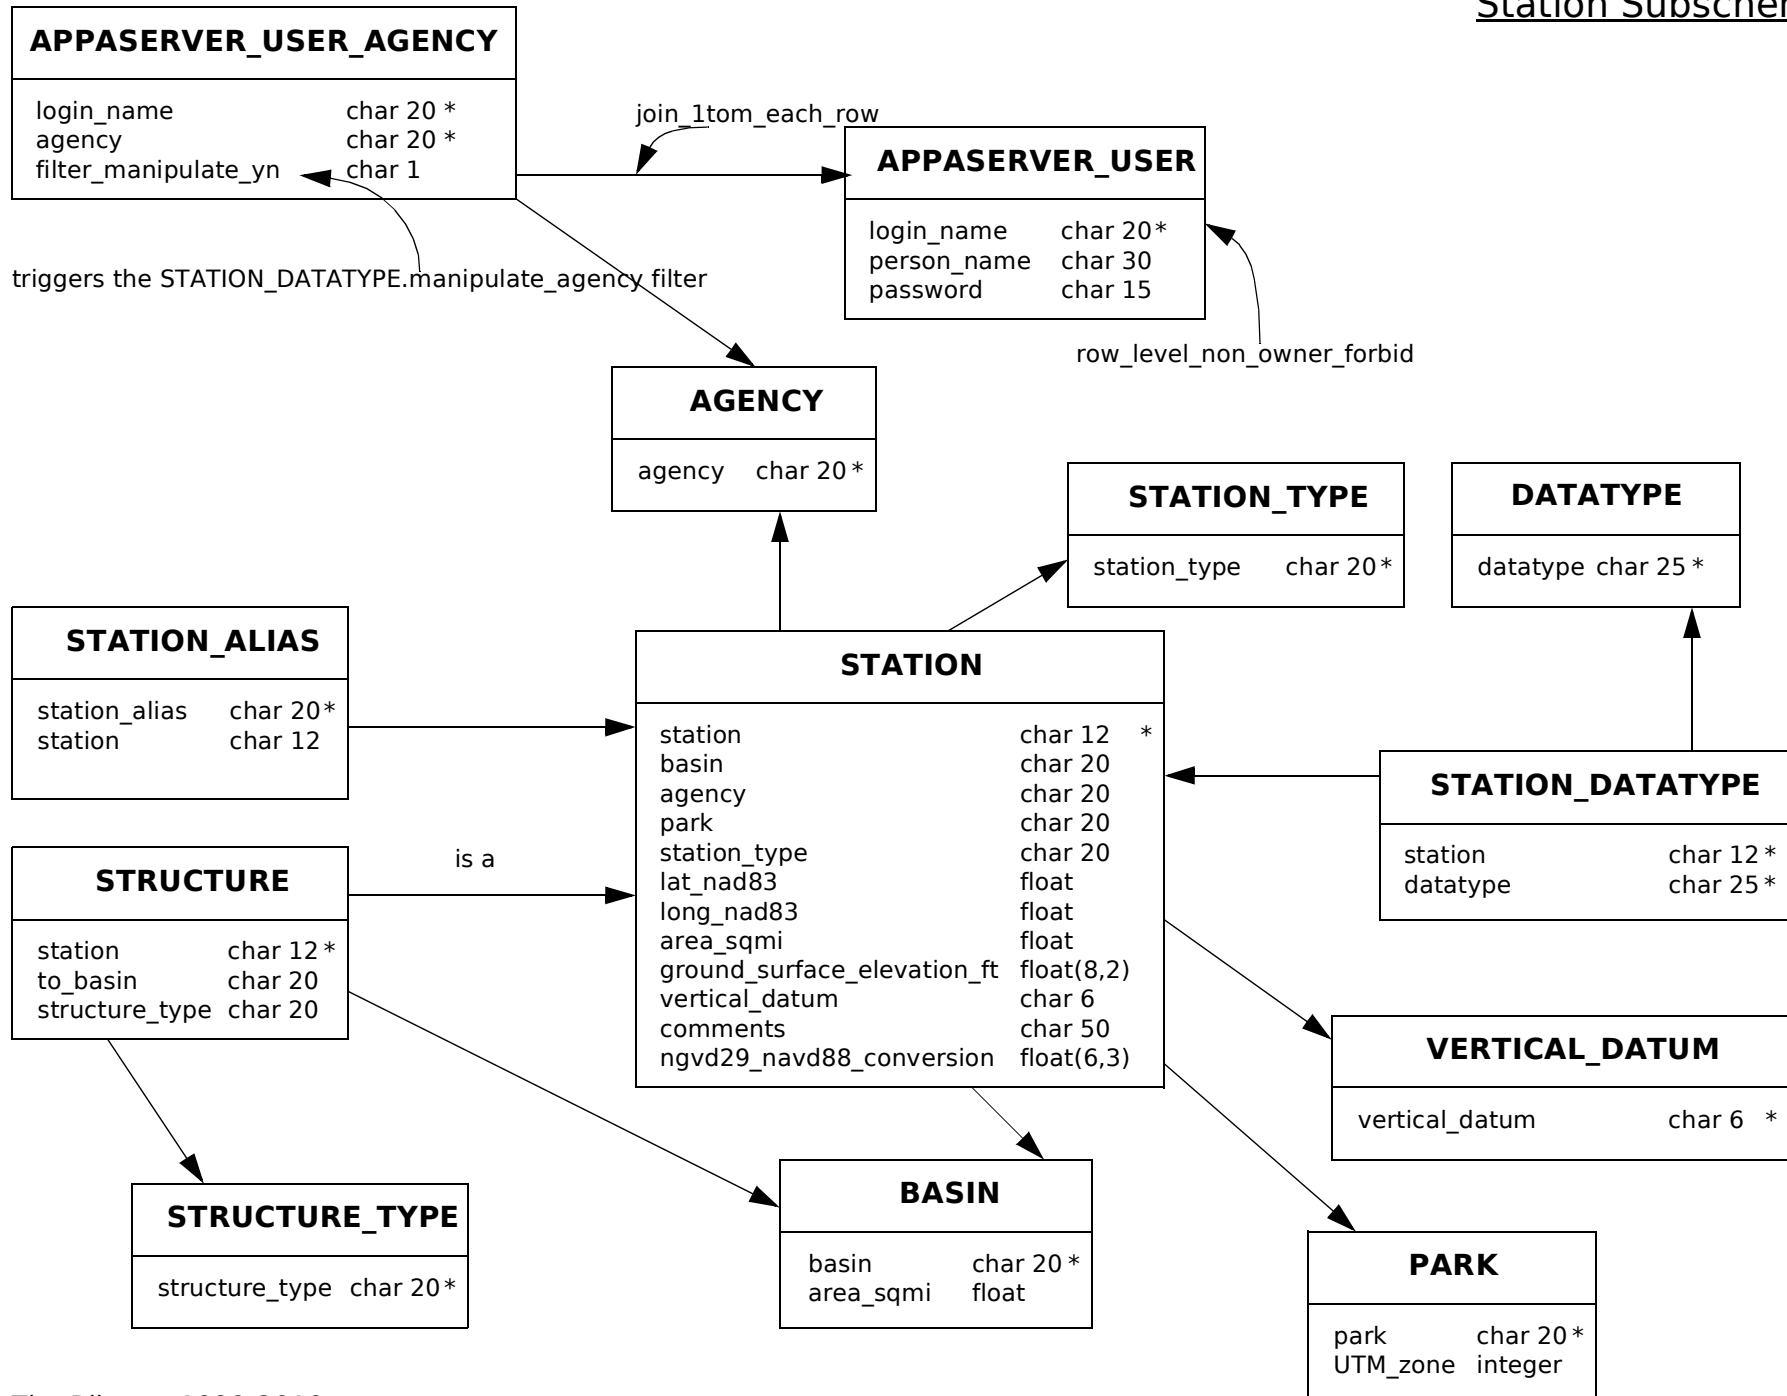 Station Subscher
APPASERVER_USER_AGENCY
login_name char 20 *
agency char 20 *
filter_manipulate_yn char 1
join_1tom_each_row
APPASERVER_USER
login_name char 20 *
person_name char 30
password char 15
triggers the STATION_DATATYPE.manipulate_agency filter
row_level_non_owner_forbid
AGENCY
agency char 20 *
STATION_TYPE
station_type char 20 *
DATATYPE
datatype char 25 *
STATION_ALIAS
station_alias char 20 *
station char 12
STATION
station char 12 *
basin char 20
agency char 20
park char 20
station_type char 20
lat_nad83 float
long_nad83 float
area_sqmi float
ground_surface_elevation_ft float(8,2)
vertical_datum char 6
comments char 50
ngvd29_navd88_conversion float(6,3)
STATION_DATATYPE
station char 12 *
datatype char 25 *
STRUCTURE
station char 12 *
to_basin char 20
structure_type char 20
is a
VERTICAL_DATUM
vertical_datum char 6 *
STRUCTURE_TYPE
structure_type char 20 *
BASIN
basin char 20 *
area_sqmi float
PARK
park char 20 *
UTM_zone integer